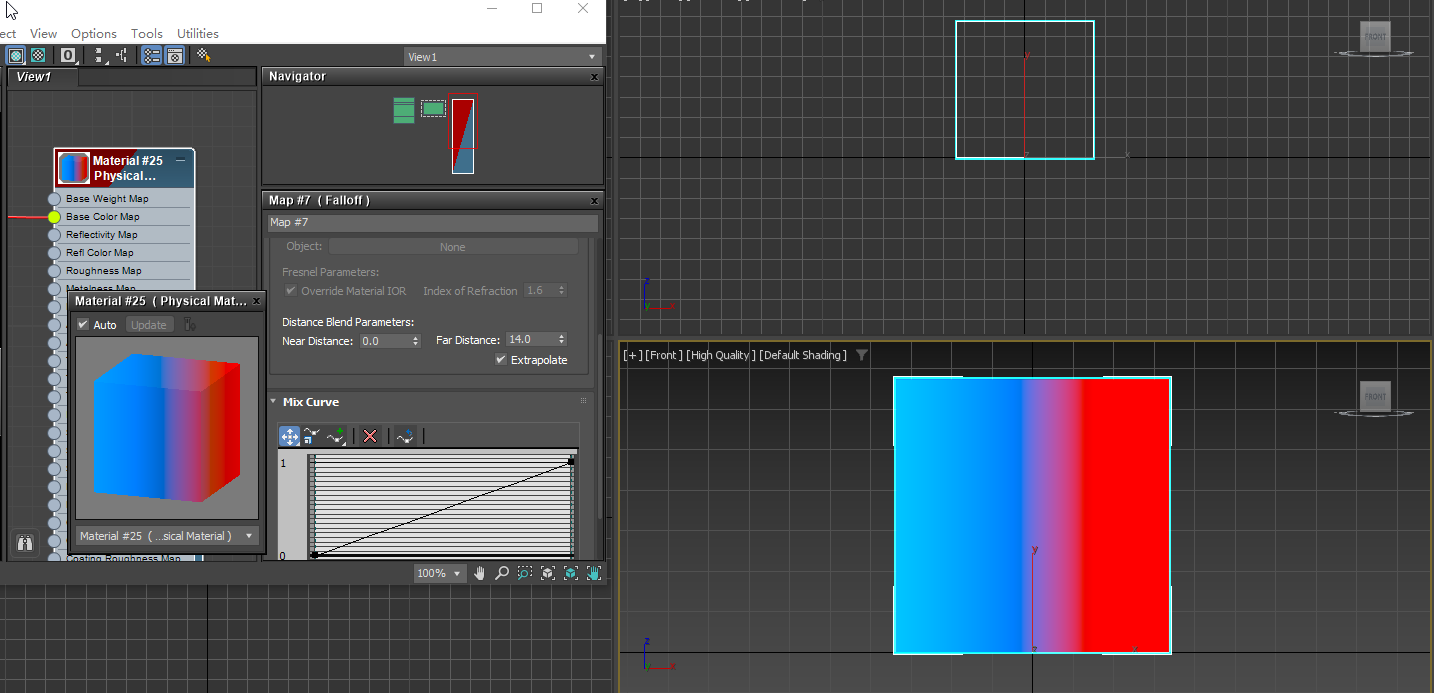 ect View Options Tools Utilities
0
View1
View1
Navigator x
Material #25
Physical...
Base Weight Map
Base Color Map
Reflectivity Map
Refl Color Map
Roughness Map
Metalness Map
Map #7 ( Falloff ) x
Map #7
Object: None
Fresnel Parameters:
Override Material IOR Index of Refraction 1.6
Distance Blend Parameters:
Near Distance: 0.0 Far Distance: 14.0
Extrapolate
Mix Curve
1
0
Material #25 ( Physical Mat... x
Auto Update
Material #25 ( ...sical Material )
Coating Roughness Map
100%
FRONT
y
x
z
z
x
y
[+] [Front] [High Quality] [Default Shading]
FRONT
y
z
x
z
x
y